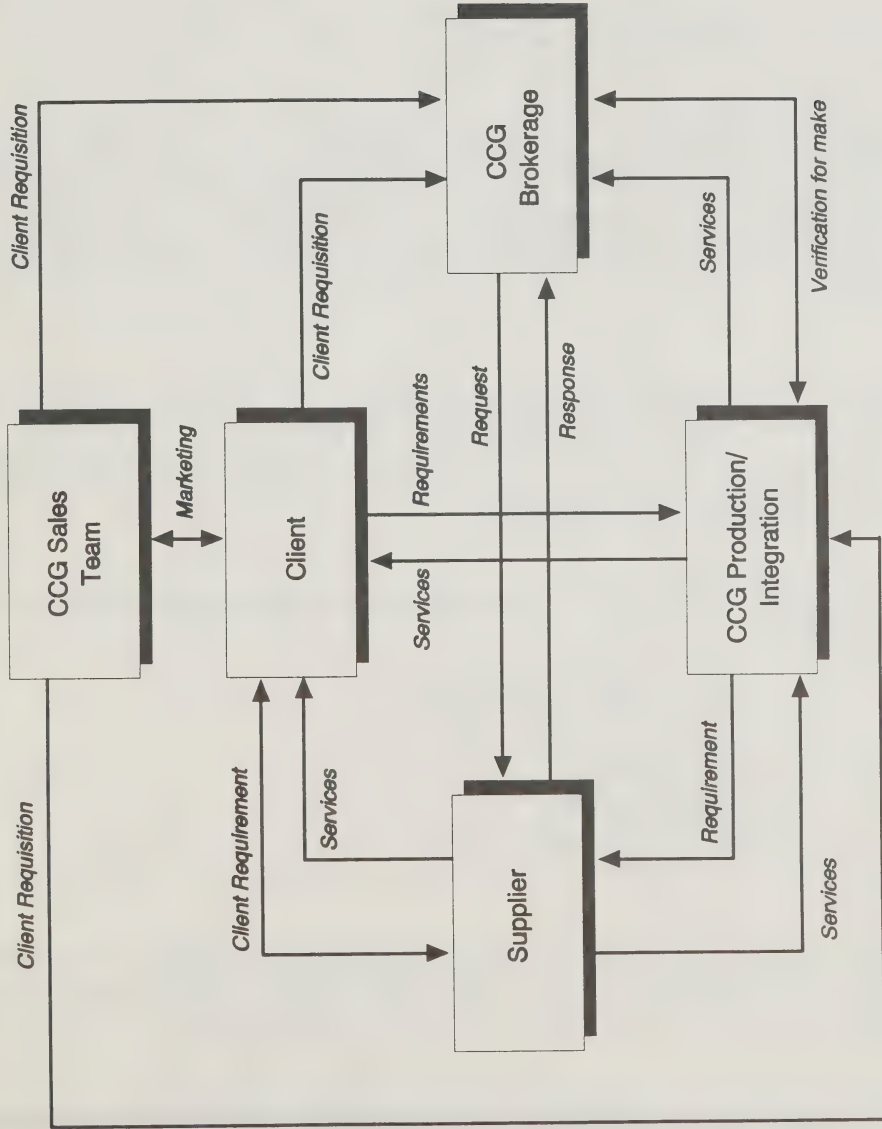 Client Requisition
Client Requisition
CCG Sales
Team
Marketing
Client Requirement
Services
Client
Client Requisition
Services
Requirements
Supplier
Request
Response
CCG
Brokerage
Requirement
Services
CCG Production/
Integration
Services
Verification for make